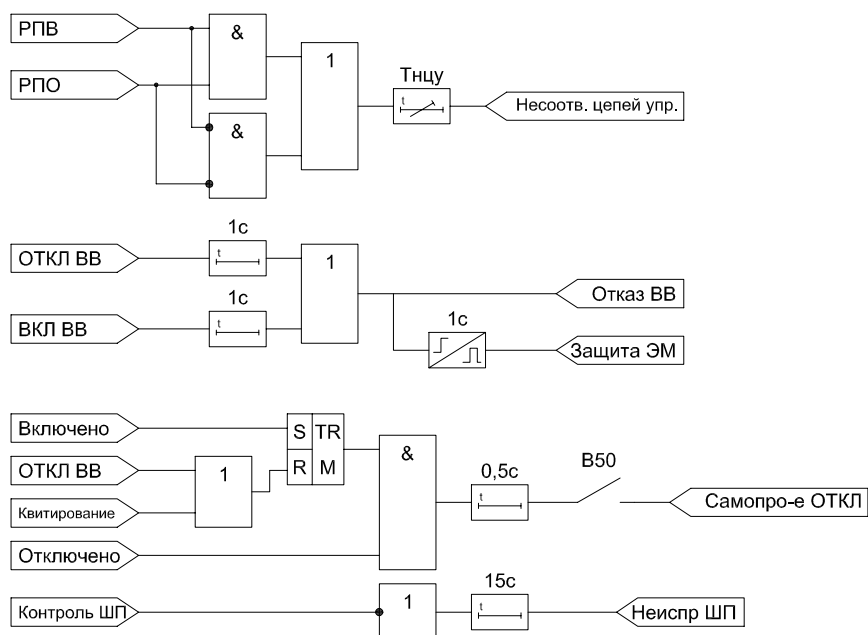 РПВ
&
1
РПО
Тнцу
t
Несоотв. цепей упр.
&
ОТКЛ ВВ
1с
t
1
Отказ ВВ
ВКЛ ВВ
1с
t
1с
Защита ЭМ
Включено
S TR
R M
&
ОТКЛ ВВ
1
0,5с
t
В50
Самопро-е ОТКЛ
Квитирование
Отключено
Контроль ШП
1
15с
t
Неиспр ШП